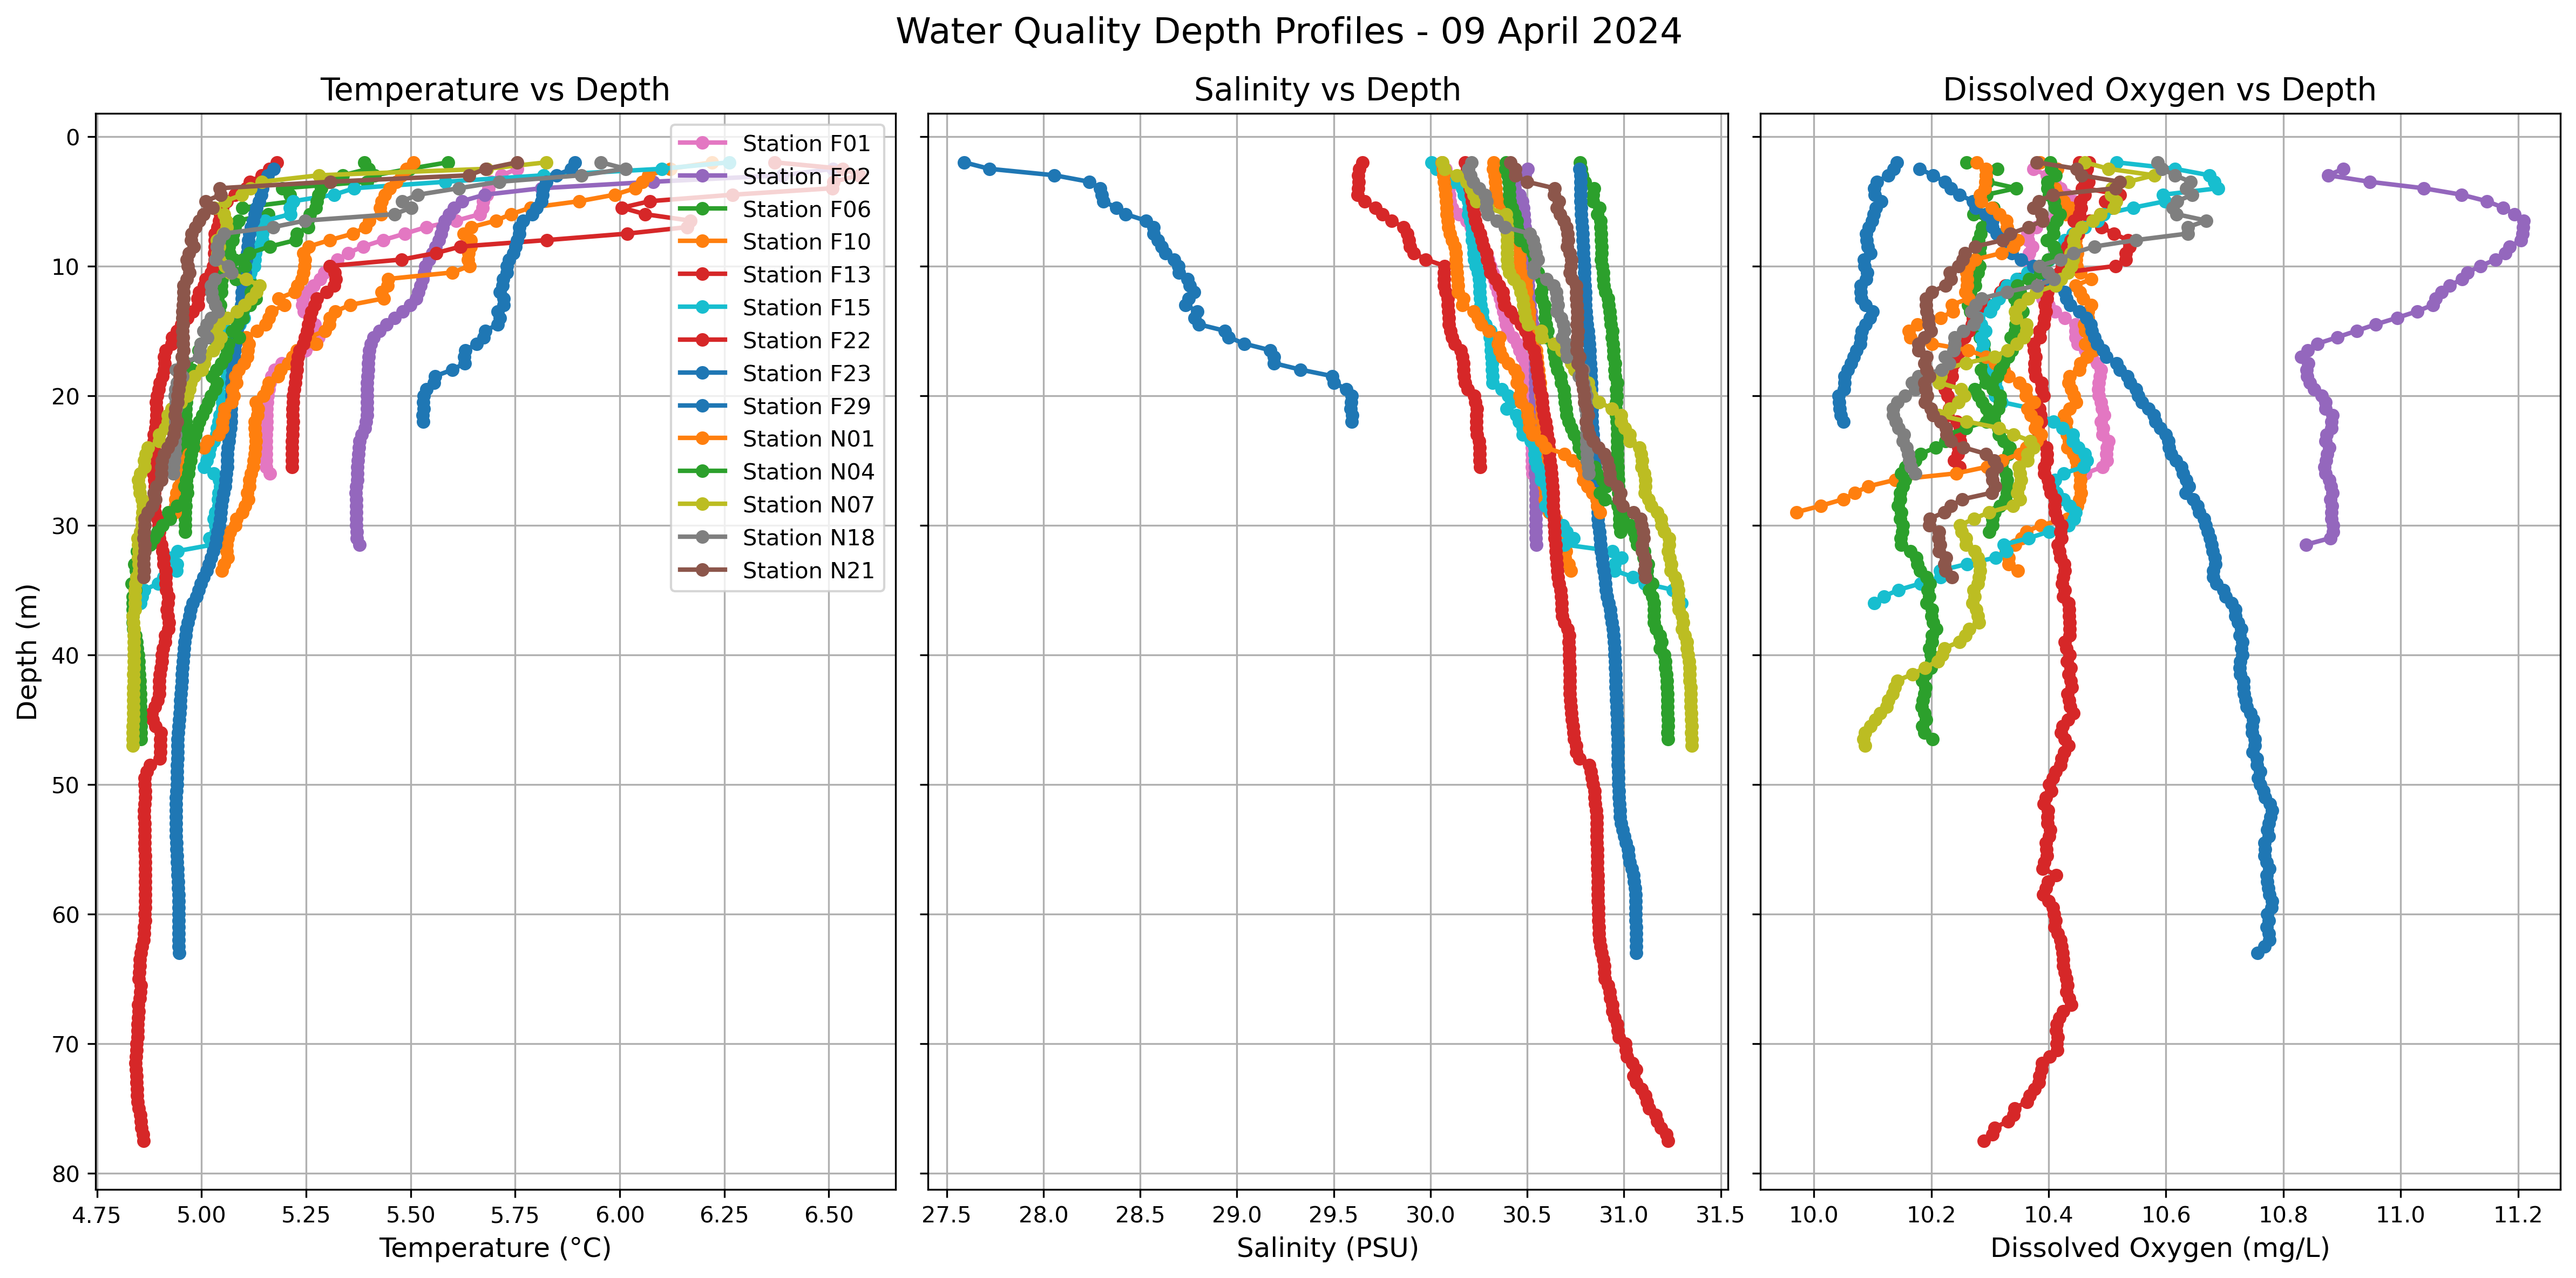 Water Quality Depth Profiles - 09 April 2024
Temperature vs Depth
Salinity vs Depth
Dissolved Oxygen vs Depth
Station F01
Station F02
Station F06
Station F10
Station F13
Station F15
Station F22
Station F23
Station F29
Station N01
Station N04
Station N07
Station N18
Station N21
Depth (m)
0
10
20
30
40
50
60
70
80
4.75 5.00 5.25 5.50 5.75 6.00 6.25 6.50
27.5 28.0 28.5 29.0 29.5 30.0 30.5 31.0 31.5
10.0 10.2 10.4 10.6 10.8 11.0 11.2
Temperature (°C)
Salinity (PSU)
Dissolved Oxygen (mg/L)